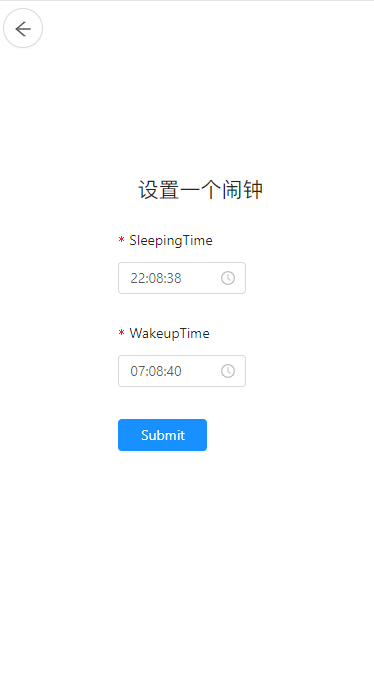 设置一个闹钟
* SleepingTime
22:08:38
* WakeupTime
07:08:40
Submit